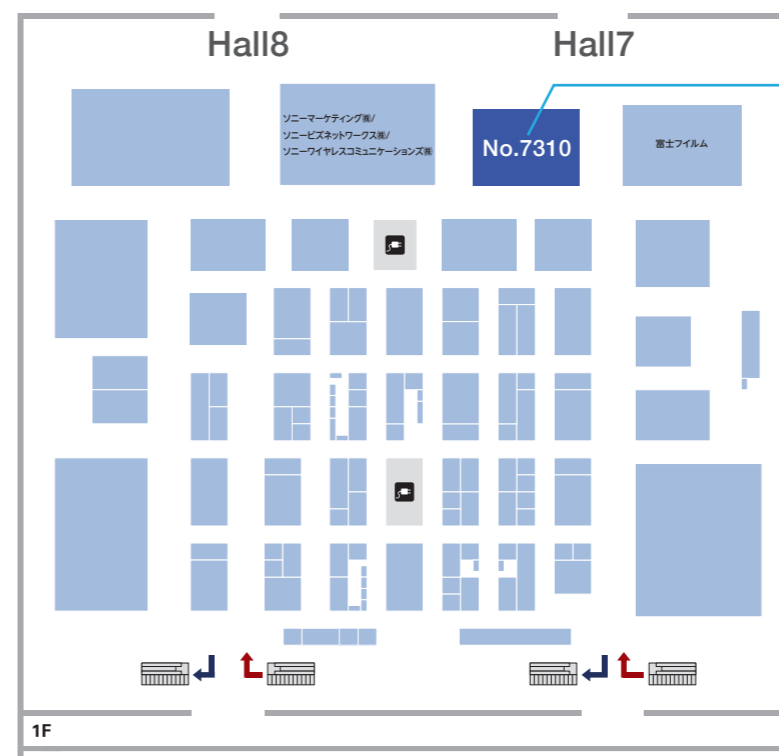 Hall8
Hall7
ソニーマーケティング㈱/
ソニービズネットワークス㈱/
ソニーワイヤレスコミュニケーションズ㈱
No.7310
富士フイルム
1F